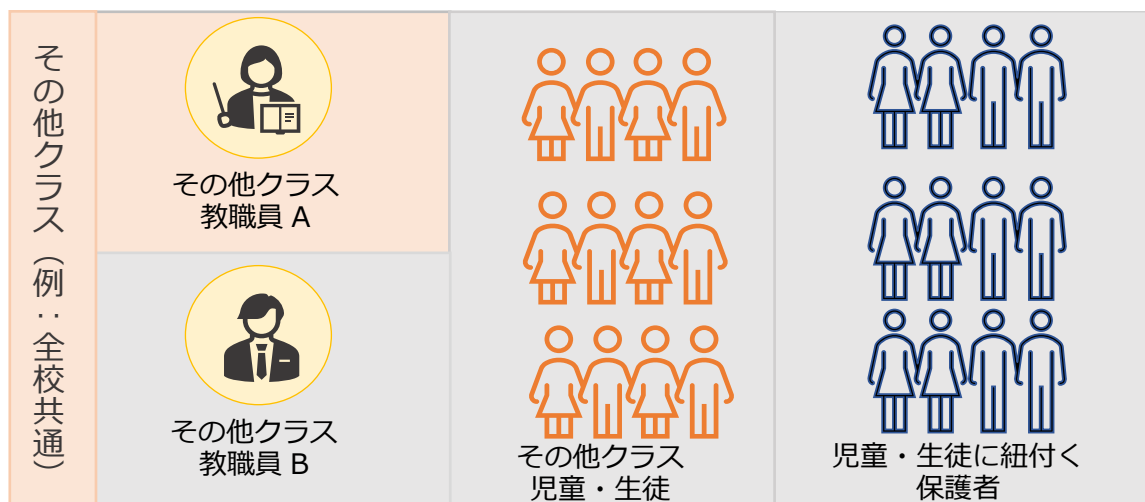 その他クラス（例：全校共通）
その他クラス
教職員 A
その他クラス
教職員 B
その他クラス
児童・生徒
児童・生徒に紐付く
保護者